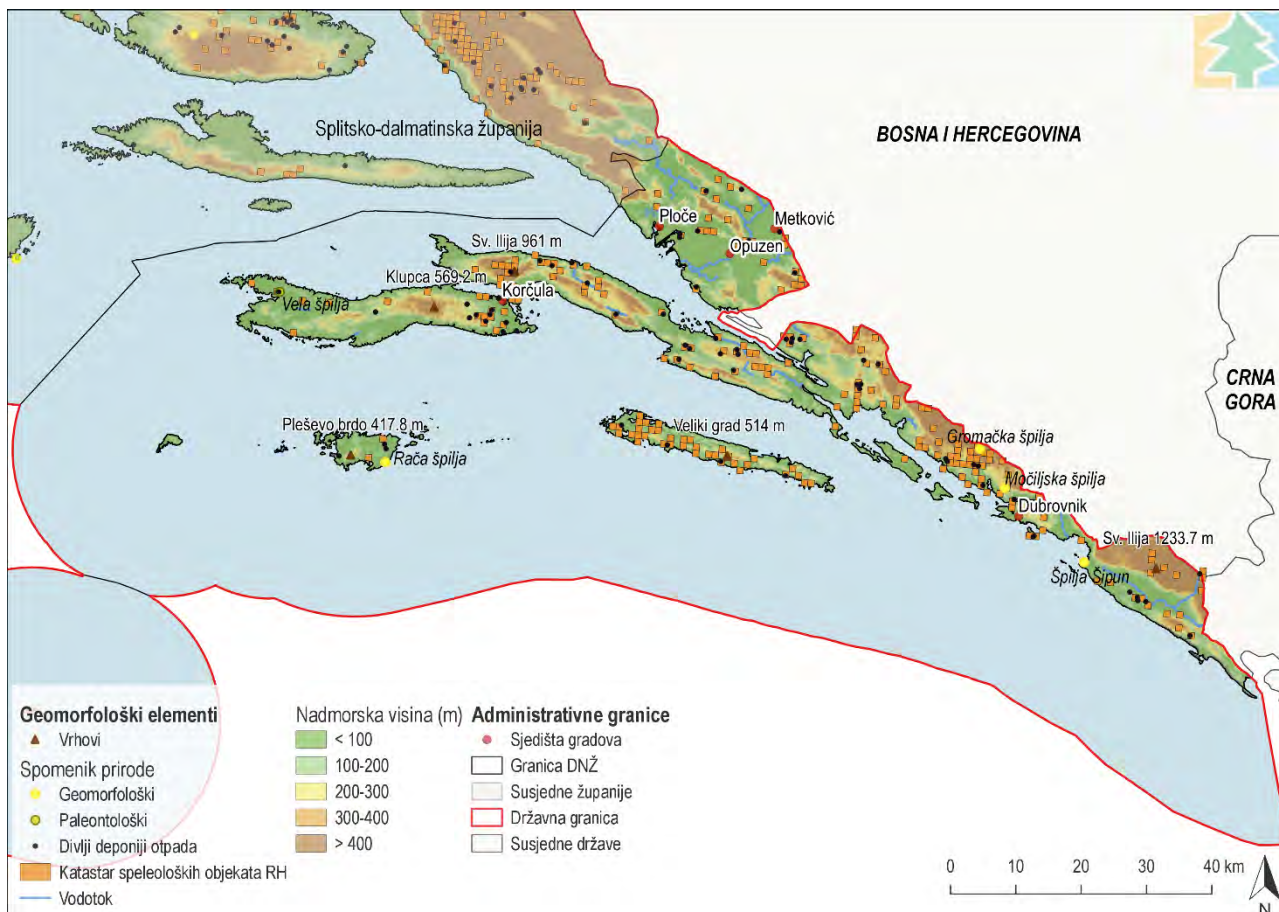 Splitsko-dalmatinska županija
BOSNA I HERCEGOVINA
Ploče
Metković
Opuzen
Sv. Ilija 961 m
Klupca 569.2 m
Korčula
Vela špilja
CRNA
GORA
Pleševo brdo 417.8 m
Veliki grad 514 m
Rača špilja
Gromačka špilja
Močiljska špilja
Dubrovnik
Sv. Ilija 1233.7 m
Špilja Šipun
Geomorfološki elementi
Vrhovi
Spomenik prirode
Geomorfološki
Paleontološki
Divlji deponiji otpada
Katastar speleoloških objekata RH
Vodotok
Nadmorska visina (m)
< 100
100-200
200-300
300-400
> 400
Administrativne granice
Sjedišta gradova
Granica DNŽ
Susjedne županije
Državna granica
Susjedne države
0 10 20 30 40 km
N